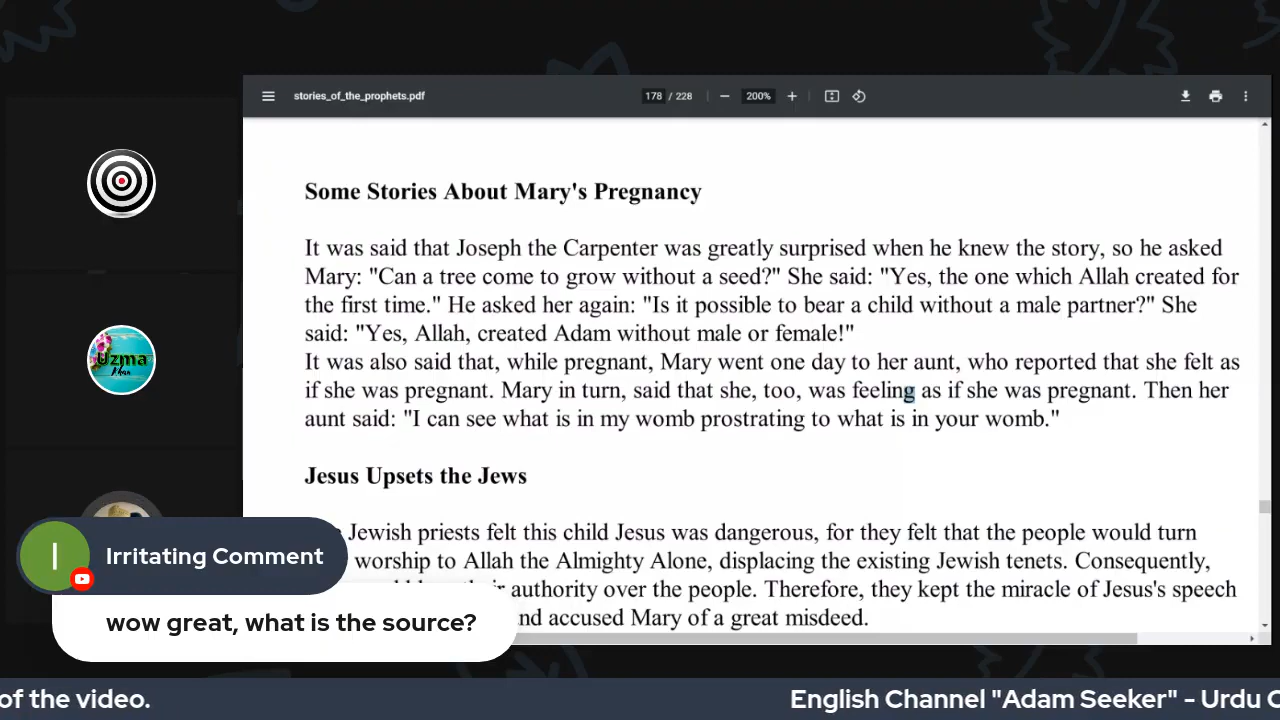 stories_of_the_prophets.pdf
178 / 228
200%
Some Stories About Mary's Pregnancy
It was said that Joseph the Carpenter was greatly surprised when he knew the story, so he asked
Mary: "Can a tree come to grow without a seed?" She said: "Yes, the one which Allah created for
the first time." He asked her again: "Is it possible to bear a child without a male partner?" She
said: "Yes, Allah, created Adam without male or female!"
It was also said that, while pregnant, Mary went one day to her aunt, who reported that she felt as
if she was pregnant. Mary in turn, said that she, too, was feeling as if she was pregnant. Then her
aunt said: "I can see what is in my womb prostrating to what is in your womb."
Jesus Upsets the Jews
Jewish priests felt this child Jesus was dangerous, for they felt that the people would turn
worship to Allah the Almighty Alone, displacing the existing Jewish tenets. Consequently,
authority over the people. Therefore, they kept the miracle of Jesus's speech
accused Mary of a great misdeed.
Uzma
Khan
I
Irritating Comment
wow great, what is the source?
of the video.
English Channel "Adam Seeker" - Urdu